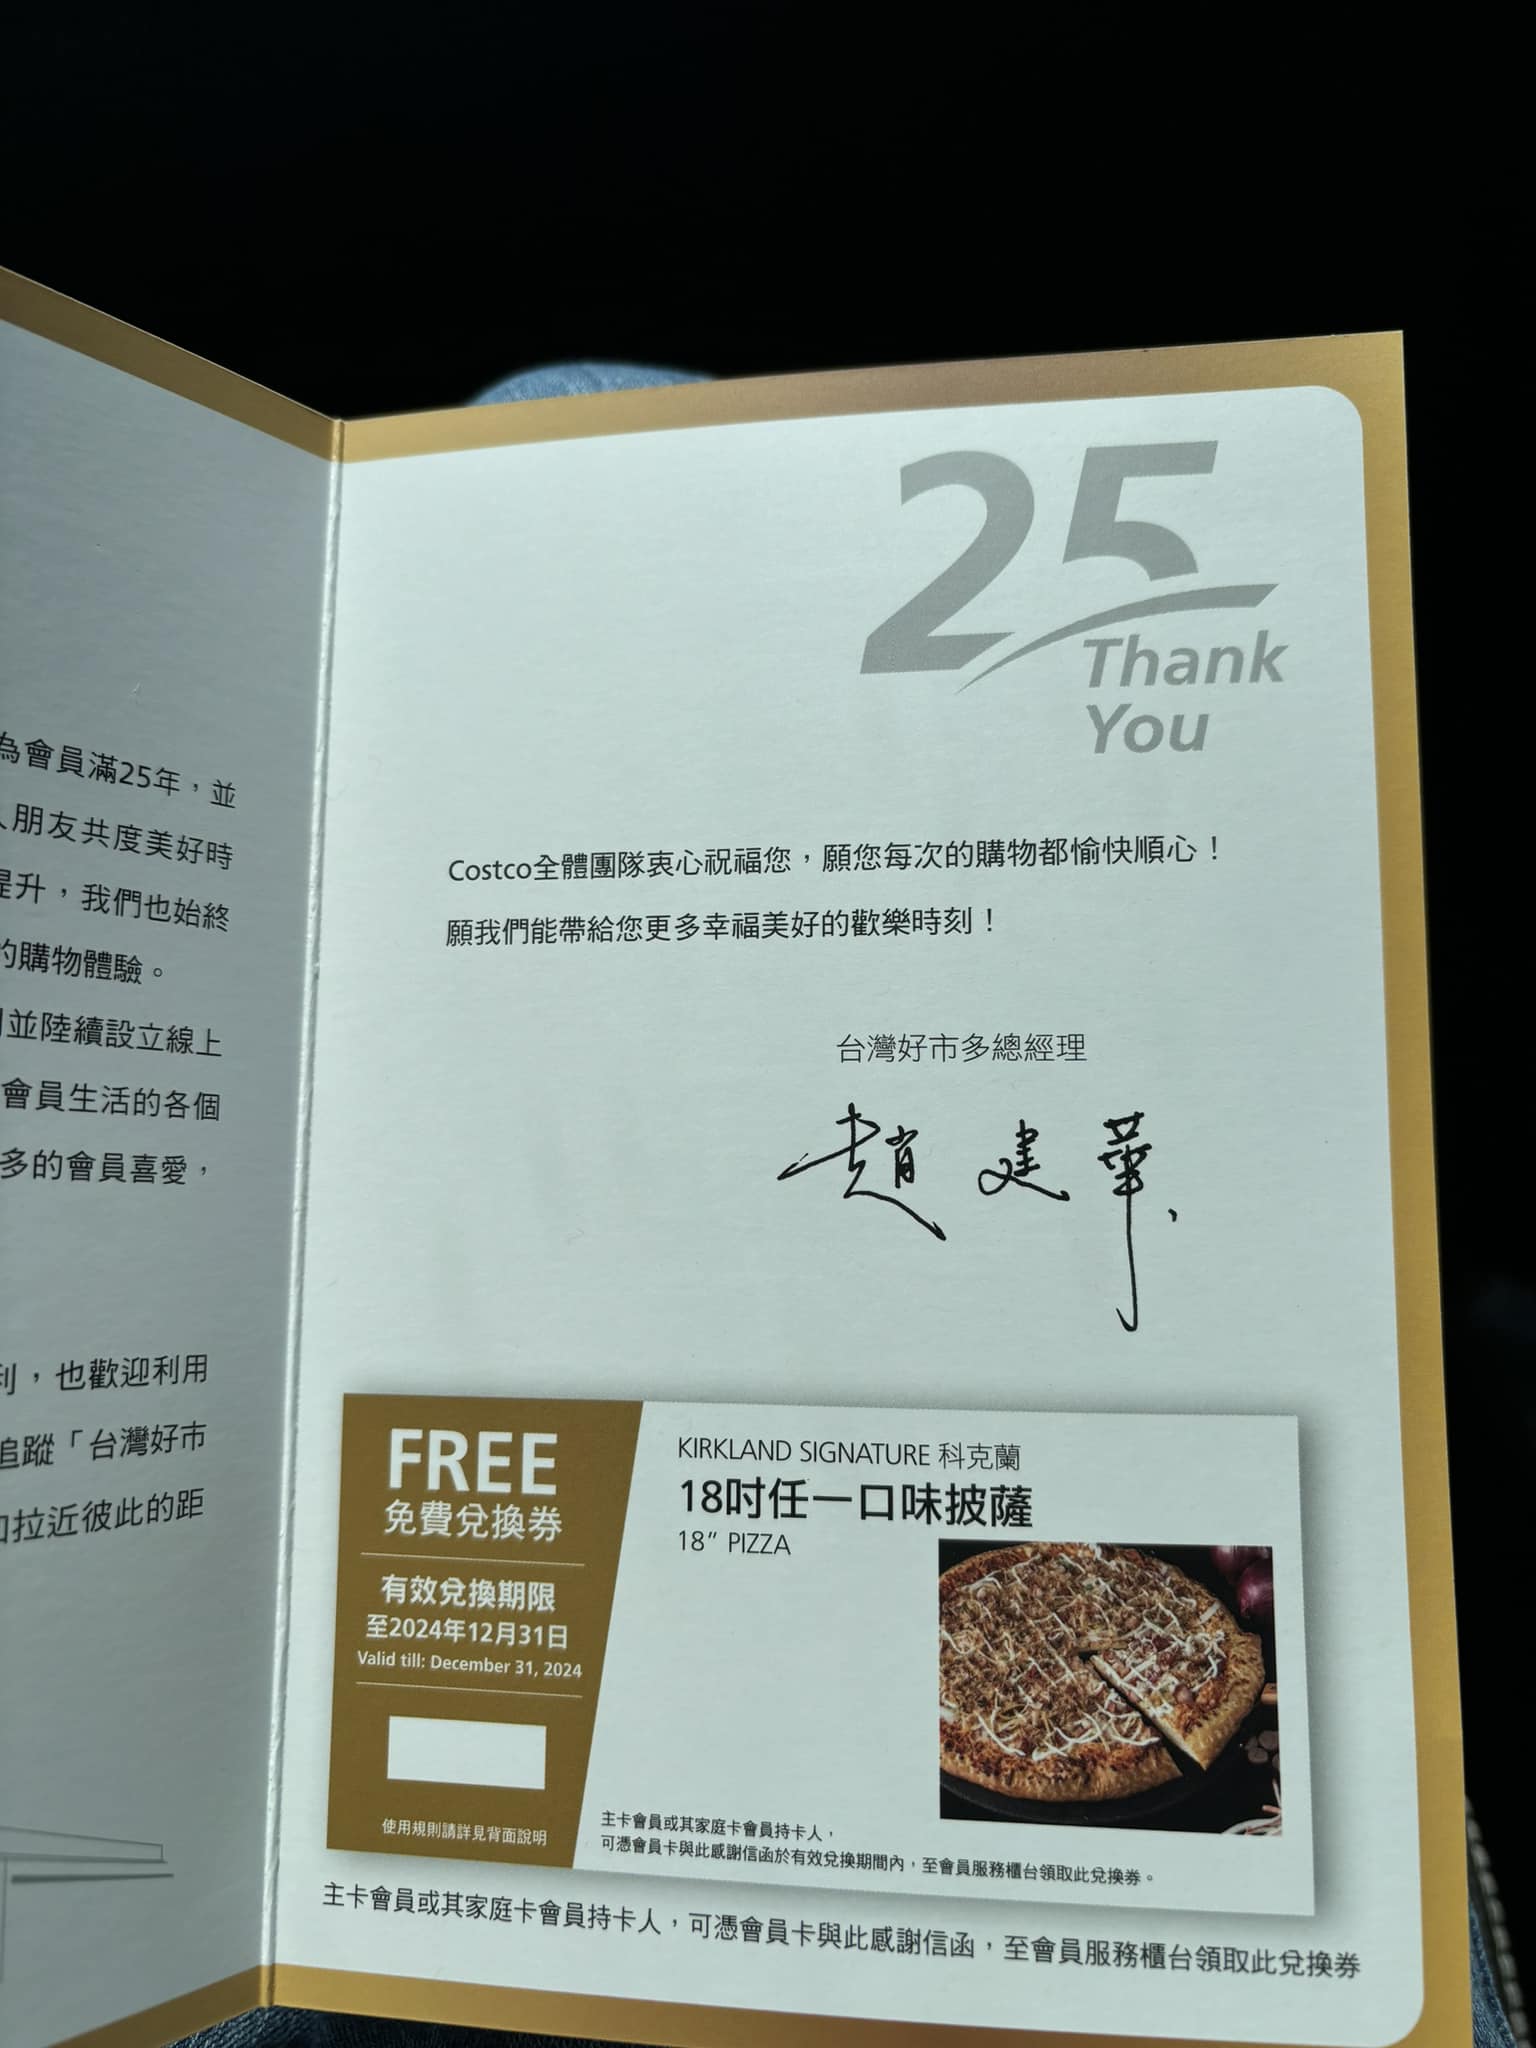 為會員滿25年，並
朋友共度美好時
提升，我們也始終
的購物體驗。
並陸續設立線上
會員生活的各個
多的會員喜愛，
利，也歡迎利用
追蹤「台灣好市
拉近彼此的距
25
Thank
You
Costco全體團隊衷心祝福您，願您每次的購物都愉快順心！
願我們能帶給您更多幸福美好的歡樂時刻！
台灣好市多總經理
趙建華
FREE
免費兌換券
有效兌換期限
至2024年12月31日
Valid till: December 31, 2024
使用規則請詳見背面說明
KIRKLAND SIGNATURE 科克蘭
18吋任一口味披薩
18” PIZZA
主卡會員或其家庭卡會員持卡人，
可憑會員卡與此感謝信函於有效兌換期間內，至會員服務櫃台領取此兌換券。
主卡會員或其家庭卡會員持卡人，可憑會員卡與此感謝信函，至會員服務櫃台領取此兌換券